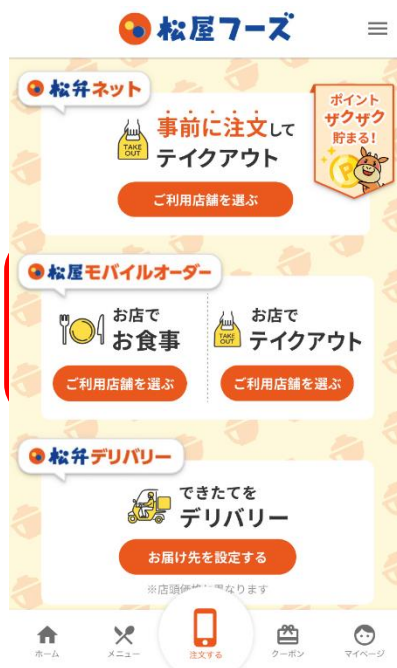 松屋フーズ
松弁ネット
ポイント
ザクザク
貯まる!
事前に注文して
TAKE
OUT
テイクアウト
ご利用店舗を選ぶ
松屋モバイルオーダー
お店で
お食事
ご利用店舗を選ぶ
お店で
TAKE
OUT
テイクアウト
ご利用店舗を選ぶ
松弁デリバリー
できたてを
デリバリー
お届け先を設定する
※店頭価格と異なります
ホーム
メニュー
注文する
クーポン
マイページ